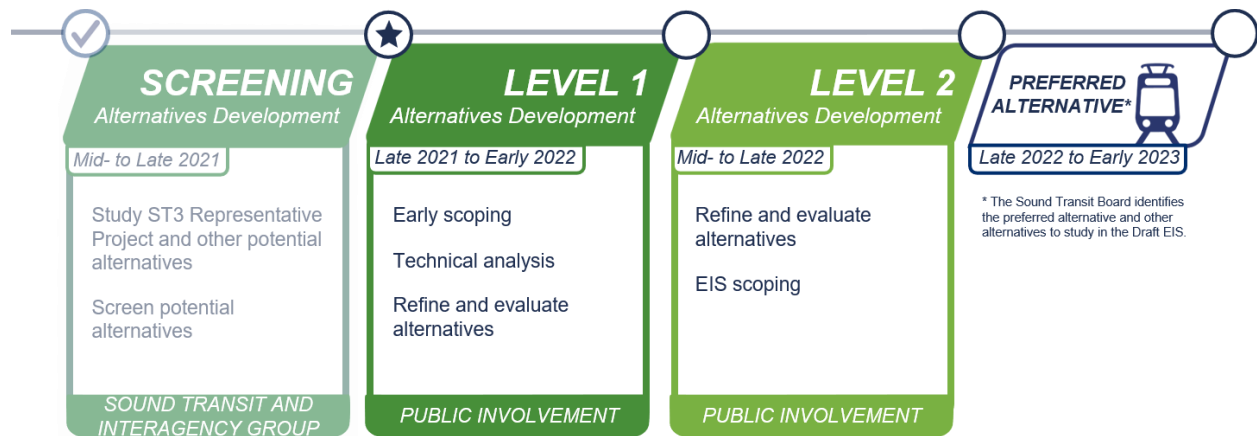 SCREENING
Alternatives Development
Mid- to Late 2021
Study ST3 Representative
Project and other potential
alternatives
Screen potential
alternatives
SOUND TRANSIT AND
INTERAGENCY GROUP
LEVEL 1
Alternatives Development
Late 2021 to Early 2022
Early scoping
Technical analysis
Refine and evaluate
alternatives
PUBLIC INVOLVEMENT
LEVEL 2
Alternatives Development
Mid- to Late 2022
Refine and evaluate
alternatives
EIS scoping
PUBLIC INVOLVEMENT
PREFERRED
ALTERNATIVE*
Late 2022 to Early 2023
* The Sound Transit Board identifies
the preferred alternative and other
alternatives to study in the Draft EIS.